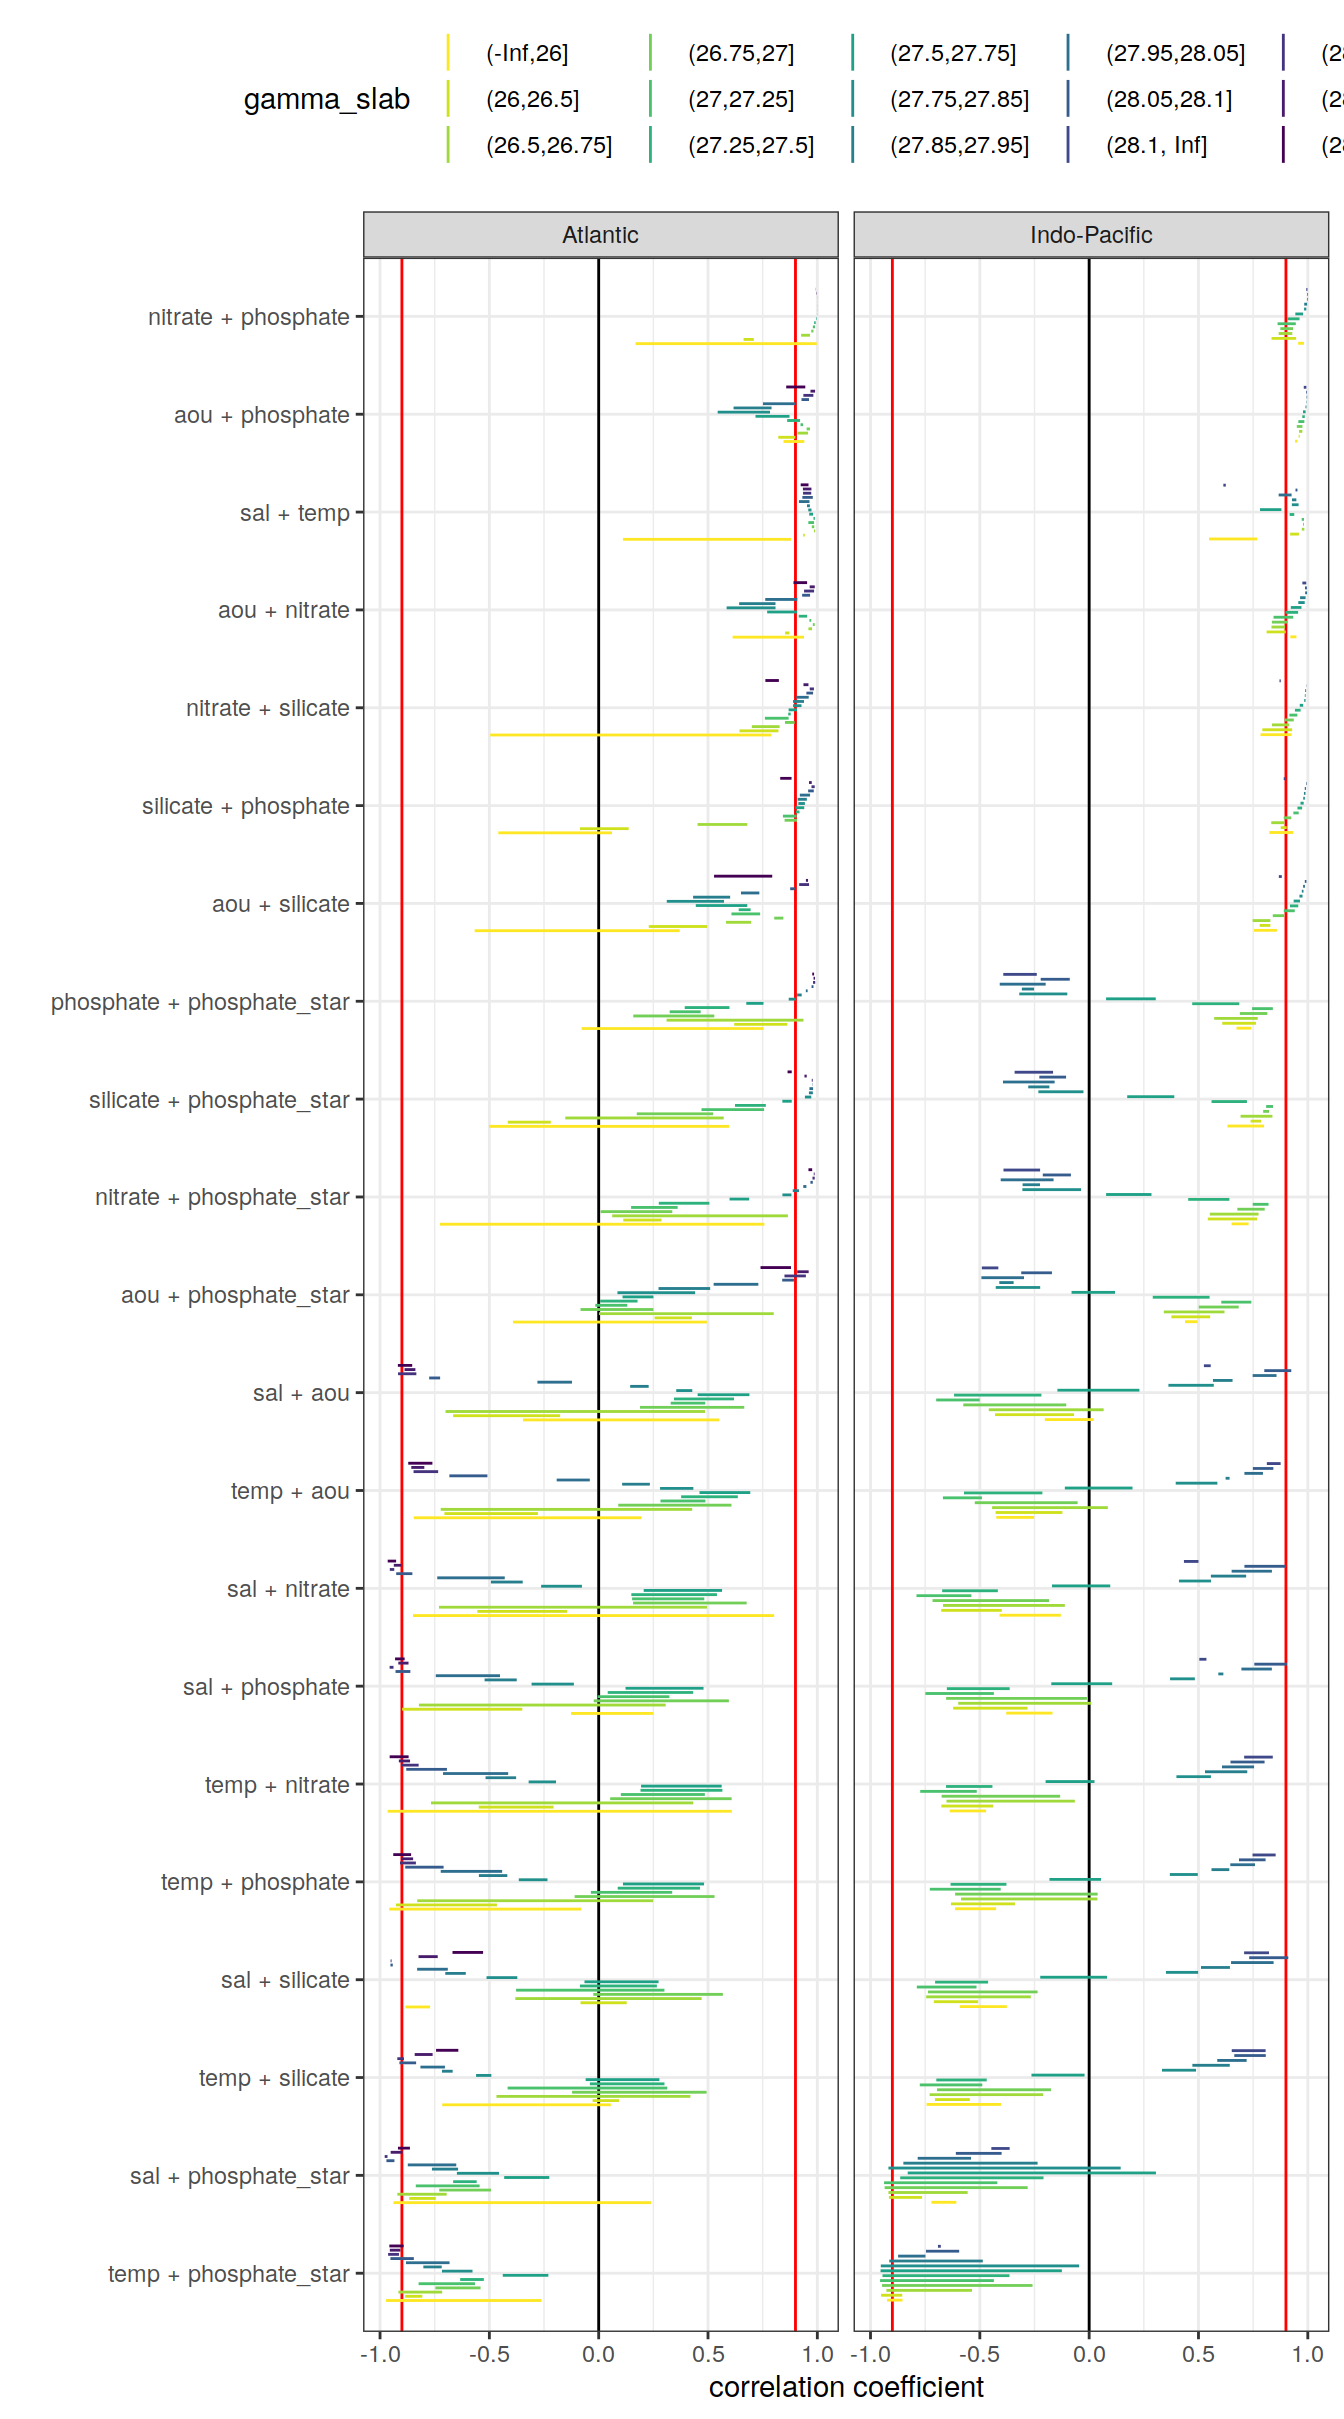 gamma_slab
(-Inf,26] (26.75,27] (27.5,27.75] (27.95,28.05]
(26,26.5] (27,27.25] (27.75,27.85] (28.05,28.1]
(26.5,26.75] (27.25,27.5] (27.85,27.95] (28.1, Inf]
Atlantic Indo-Pacific
nitrate + phosphate
aou + phosphate
sal + temp
aou + nitrate
nitrate + silicate
silicate + phosphate
aou + silicate
phosphate + phosphate_star
silicate + phosphate_star
nitrate + phosphate_star
aou + phosphate_star
sal + aou
temp + aou
sal + nitrate
sal + phosphate
temp + nitrate
temp + phosphate
sal + silicate
temp + silicate
sal + phosphate_star
temp + phosphate_star
-1.0 -0.5 0.0 0.5 1.0 -1.0 -0.5 0.0 0.5 1.0
correlation coefficient